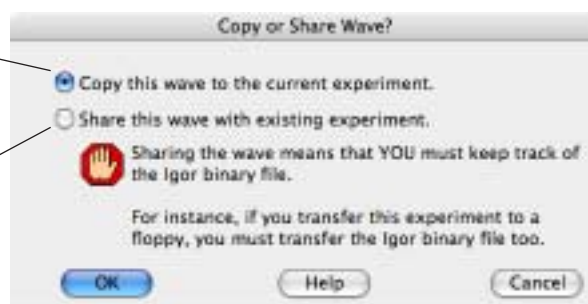 Copy or Share Wave?
Copy this wave to the current experiment.
Share this wave with existing experiment.
Sharing the wave means that YOU must keep track of
the Igor binary file.
For instance, if you transfer this experiment to a
floppy, you must transfer the Igor binary file too.
OK
Help
Cancel